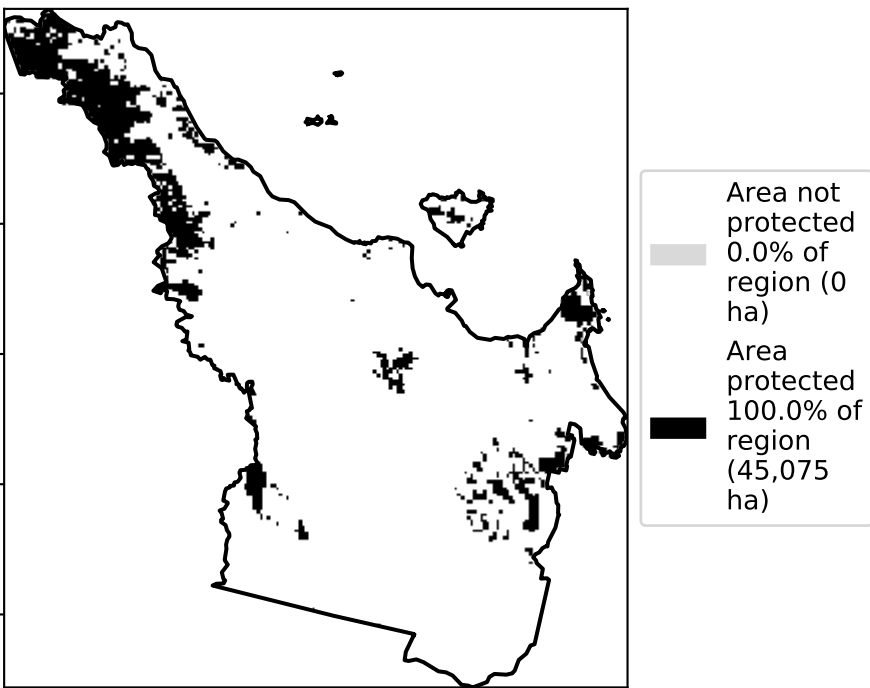 Area not
protected
0.0% of
region (0
ha)
Area
protected
100.0% of
region
(45,075
ha)